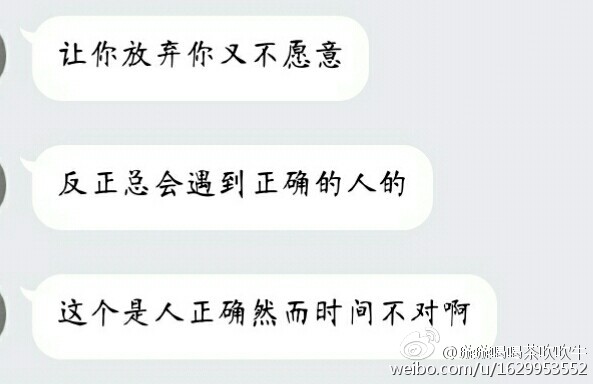 让你放弃你又不愿意
反正总会遇到正确的人的
这个是人正确然而时间不对啊
weibo.com/u/1629953552